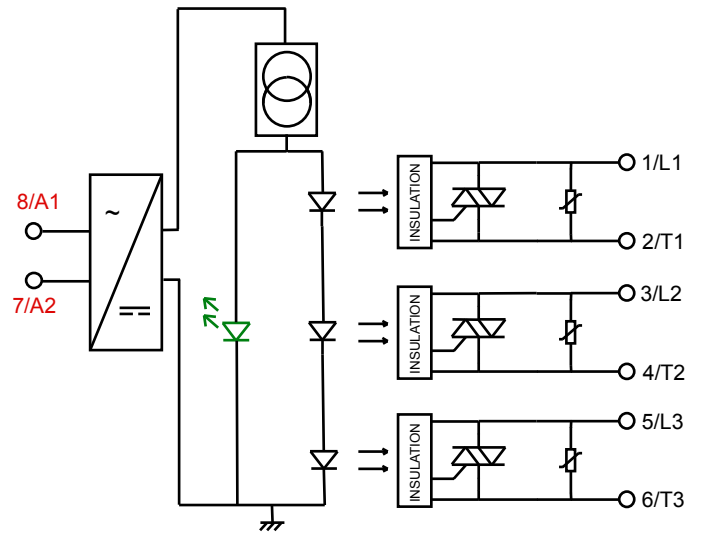 8/A1
7/A2
~
INSULATION
1/L1
2/T1
INSULATION
3/L2
4/T2
INSULATION
5/L3
6/T3